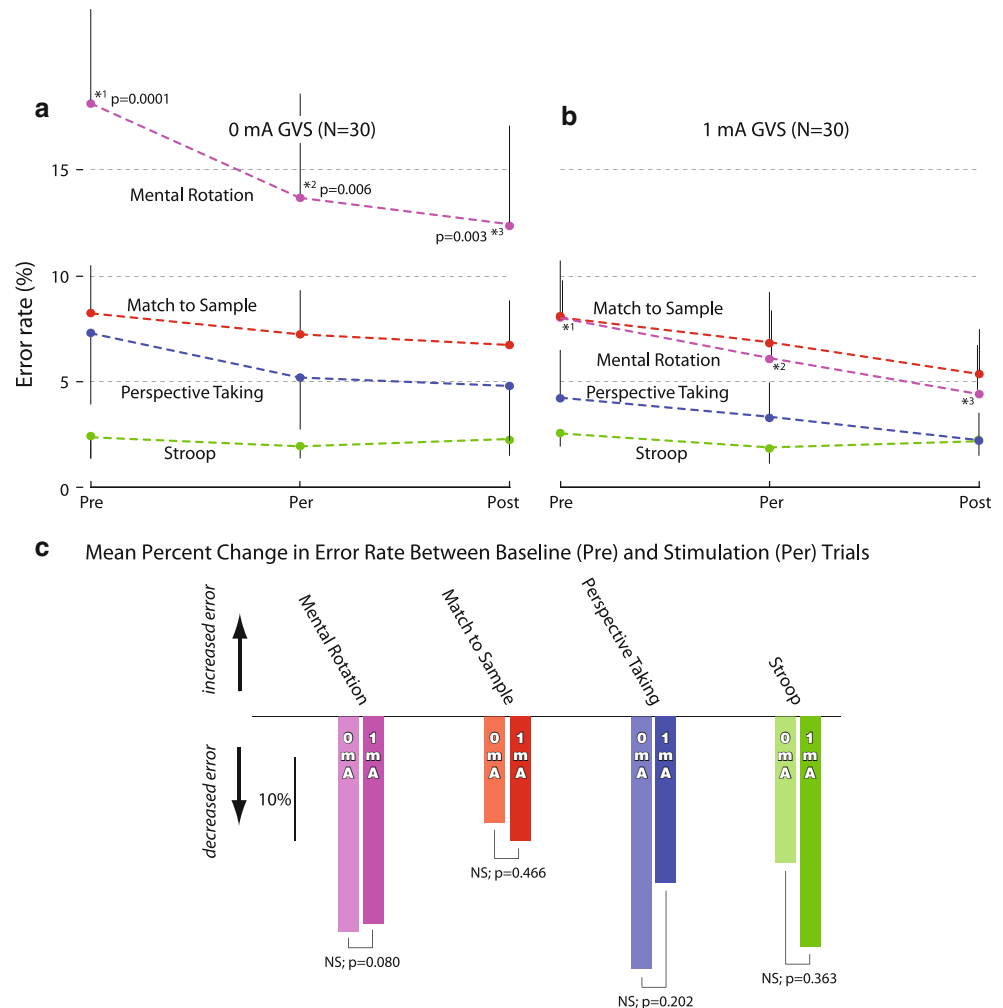 a
0 mA GVS (N=30)
*1 p=0.0001
*2 p=0.006
p=0.003 *3
Mental Rotation
Match to Sample
Perspective Taking
Stroop
Error rate (%)
15
10
5
0
Pre
Per
Post
b
1 mA GVS (N=30)
Match to Sample
*1
Mental Rotation
*2
Perspective Taking
*3
Stroop
Pre
Per
Post
c Mean Percent Change in Error Rate Between Baseline (Pre) and Stimulation (Per) Trials
increased error
decreased error
10%
Mental Rotation
Match to Sample
Perspective Taking
Stroop
0 mA
1 mA
0 mA
1 mA
0 mA
1 mA
0 mA
1 mA
NS; p=0.080
NS; p=0.466
NS; p=0.202
NS; p=0.363